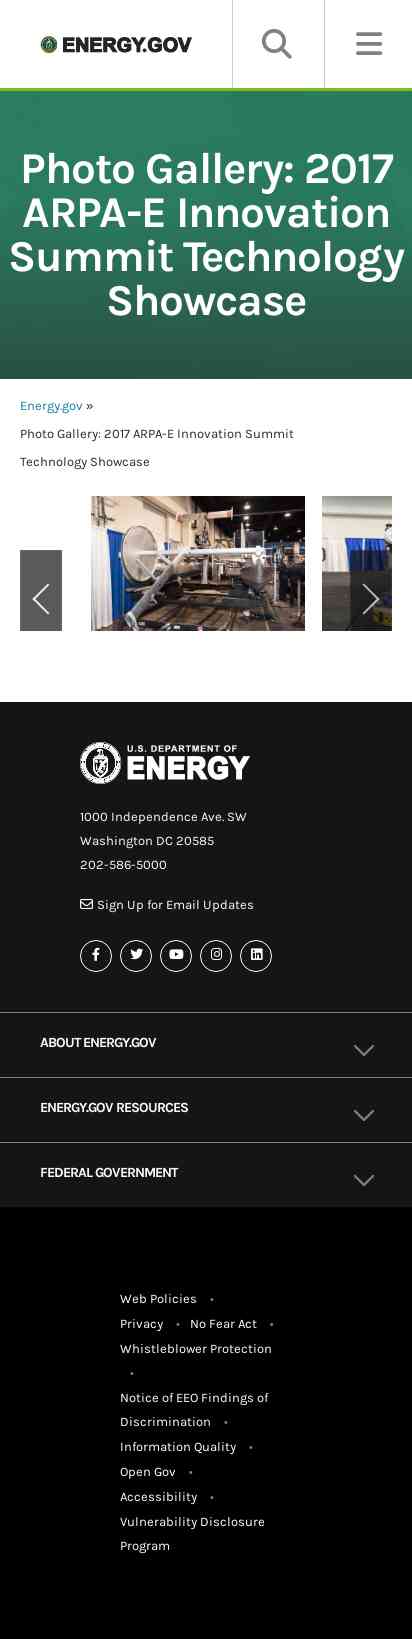 ENERGY.GOV
Photo Gallery: 2017
ARPA-E Innovation
Summit Technology
Showcase
Energy.gov »
Photo Gallery: 2017 ARPA-E Innovation Summit
Technology Showcase
U.S. DEPARTMENT OF
ENERGY
1000 Independence Ave. SW
Washington DC 20585
202-586-5000
Sign Up for Email Updates
ABOUT ENERGY.GOV
ENERGY.GOV RESOURCES
FEDERAL GOVERNMENT
Web Policies •
Privacy • No Fear Act •
Whistleblower Protection
•
Notice of EEO Findings of
Discrimination •
Information Quality •
Open Gov •
Accessibility •
Vulnerability Disclosure
Program